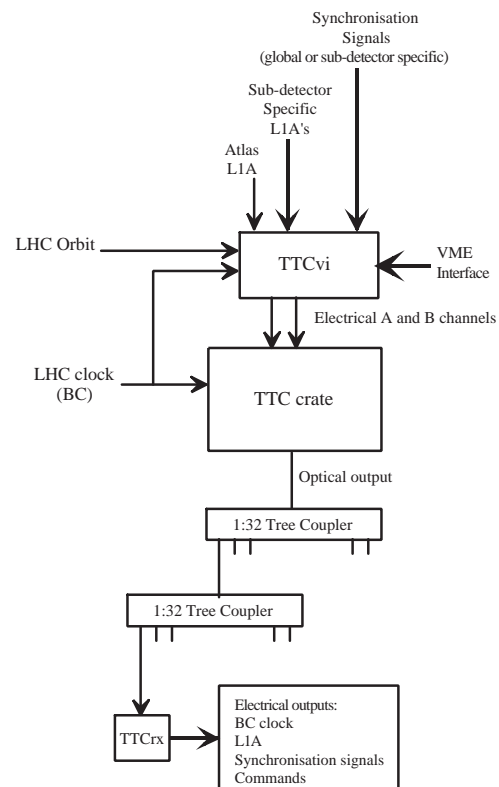 Synchronisation
Signals
(global or sub-detector specific)
Sub-detector
Specific
L1A's
Atlas
L1A
LHC Orbit
TTCvi
VME
Interface
Electrical A and B channels
LHC clock
(BC)
TTC crate
Optical output
1:32 Tree Coupler
1:32 Tree Coupler
TTCrx
Electrical outputs:
BC clock
L1A
Synchronisation signals
Commands